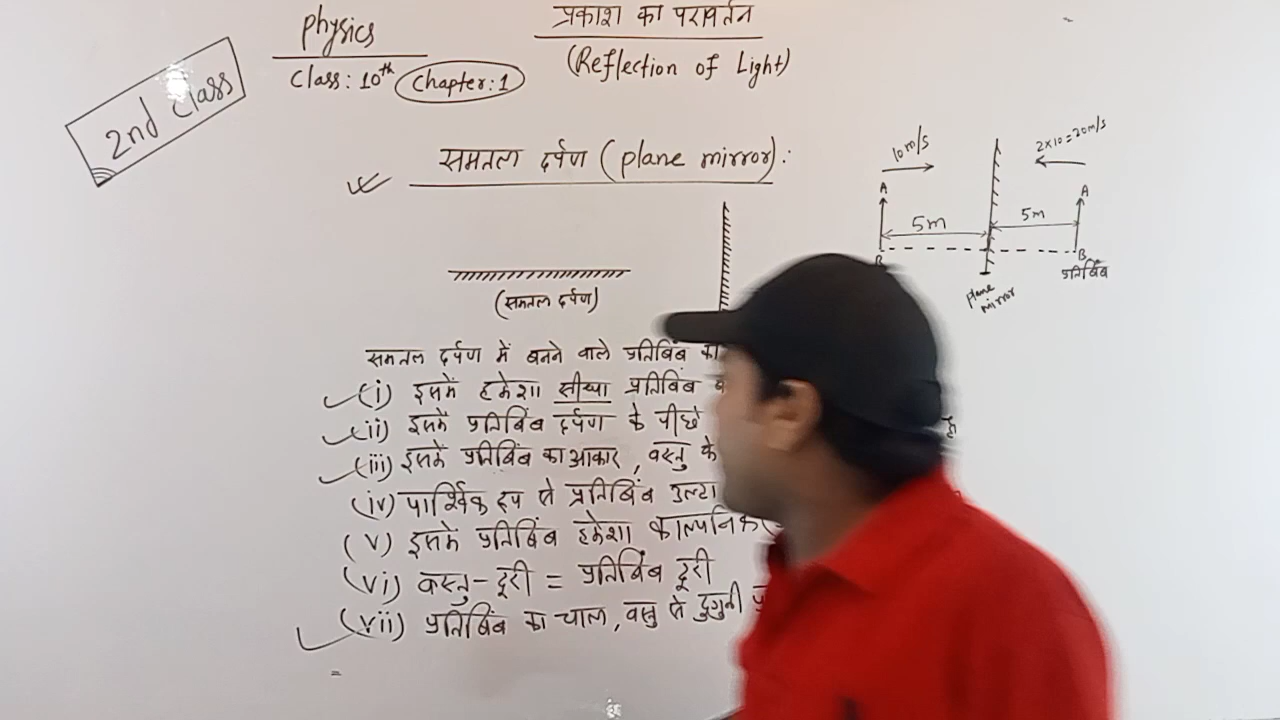 Physics
Class: 10th Chapter: 1
2nd Class
प्रकाश का परावर्तन
(Reflection of Light)
समतल दर्पण (plane mirror):
(समतल दर्पण)
10 m/s
2×10=20m/s
A
A
5m
5m
B
B
प्रतिबिंब
plane
mirror
समतल दर्पण में बनने वाले प्रतिबिंब का
(i) इसमें हमेशा सीधा प्रतिबिंब
(ii) इसमें प्रतिबिंब दर्पण के पीछे
(iii) इसमें प्रतिबिंब का आकार, वस्तु के
(iv) पार्श्विक रूप से प्रतिबिंब उल्टा
(v) इसमें प्रतिबिंब हमेशा काल्पनिक
(vi) वस्तु-दूरी = प्रतिबिंब दूरी
(vii) प्रतिबिंब का चाल, वस्तु से दुगुनी